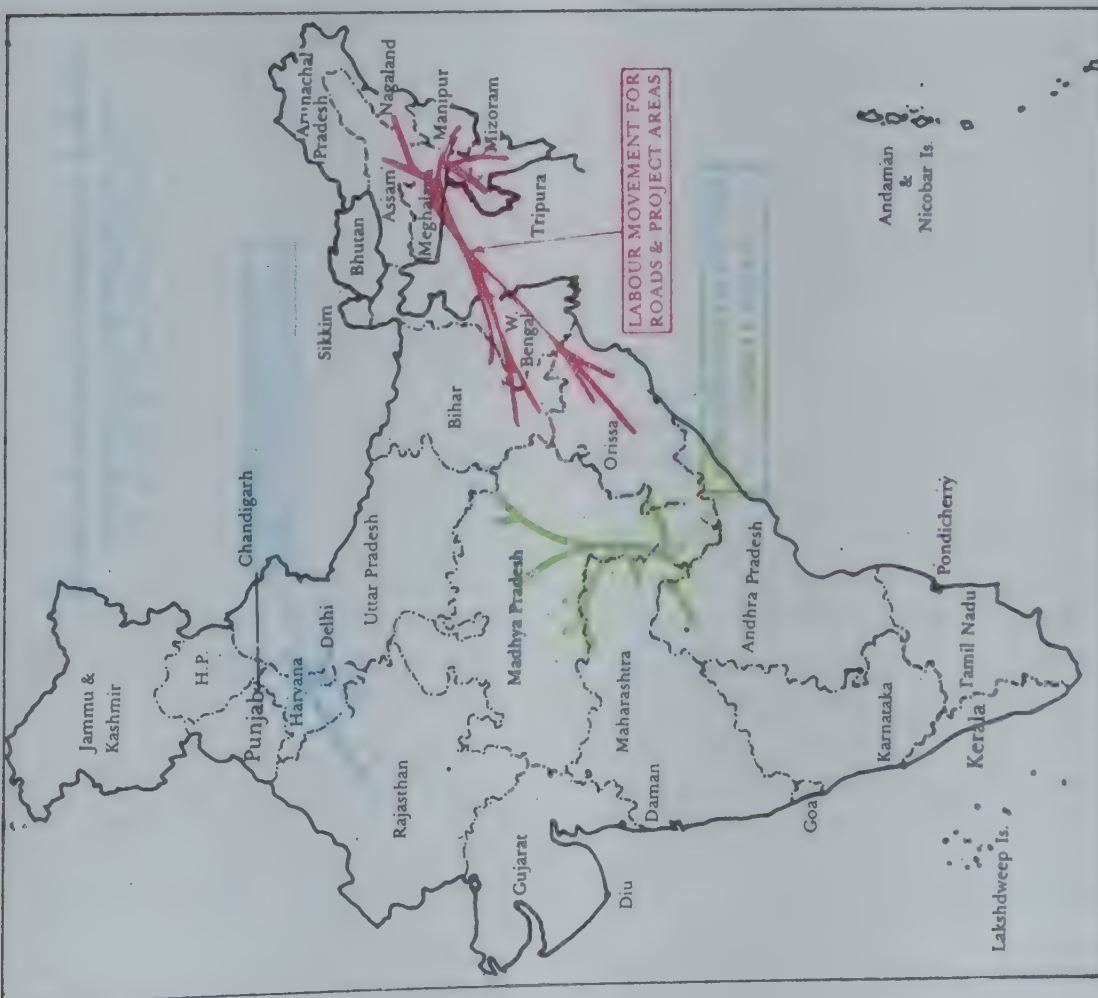 Jammu &
Kashmir
H.P.
Punjab
Chandigarh
Haryana
Delhi
Uttar Pradesh
Rajasthan
Sikkim
Bhutan
Arunachal
Pradesh
Assam
Nagaland
Meghalaya
Manipur
Mizoram
Tripura
Bihar
W.
Bengal
Gujarat
Diu
Madhya Pradesh
Orissa
LABOUR MOVEMENT FOR
ROADS & PROJECT AREAS
Daman
Maharashtra
Andhra Pradesh
Goa
Karnataka
Pondicherry
Kerala
Tamil Nadu
Lakshdweep Is.
Andaman
&
Nicobar Is.